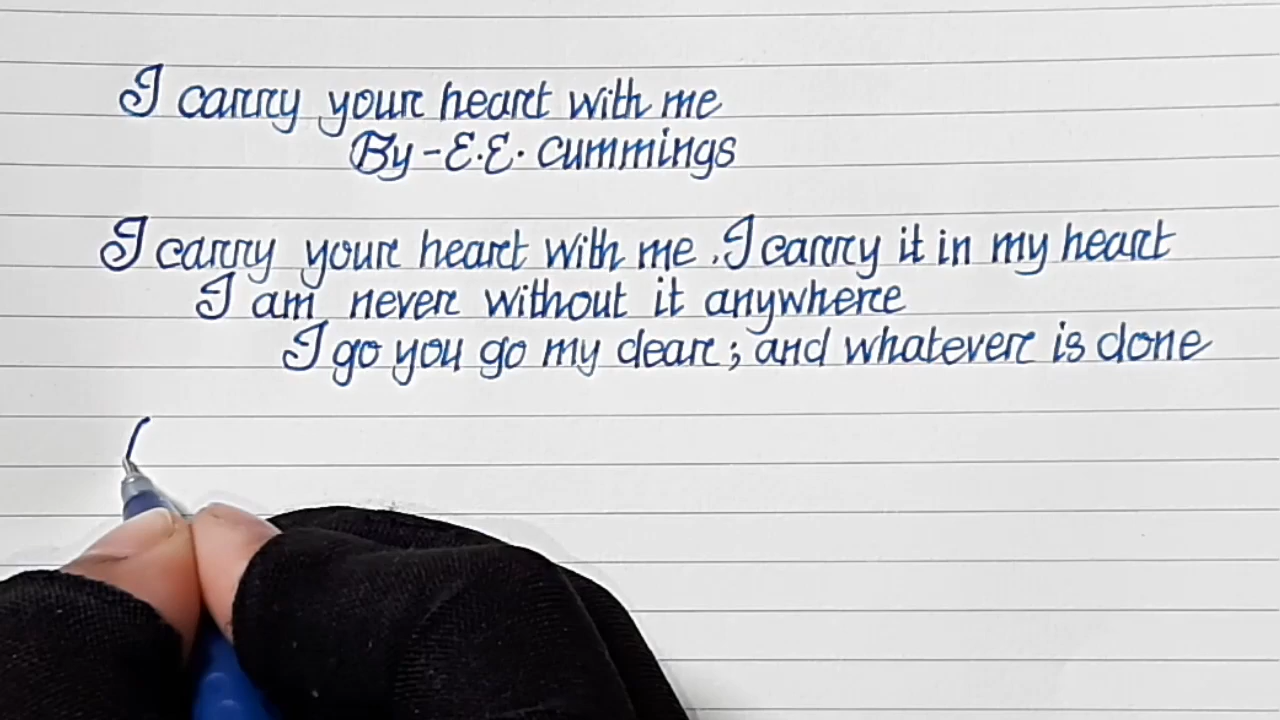 I carry your heart with me
By - E.E. Cummings
I carry your heart with me. I carry it in my heart
I am never without it anywhere
I go you go my dear; and whatever is done